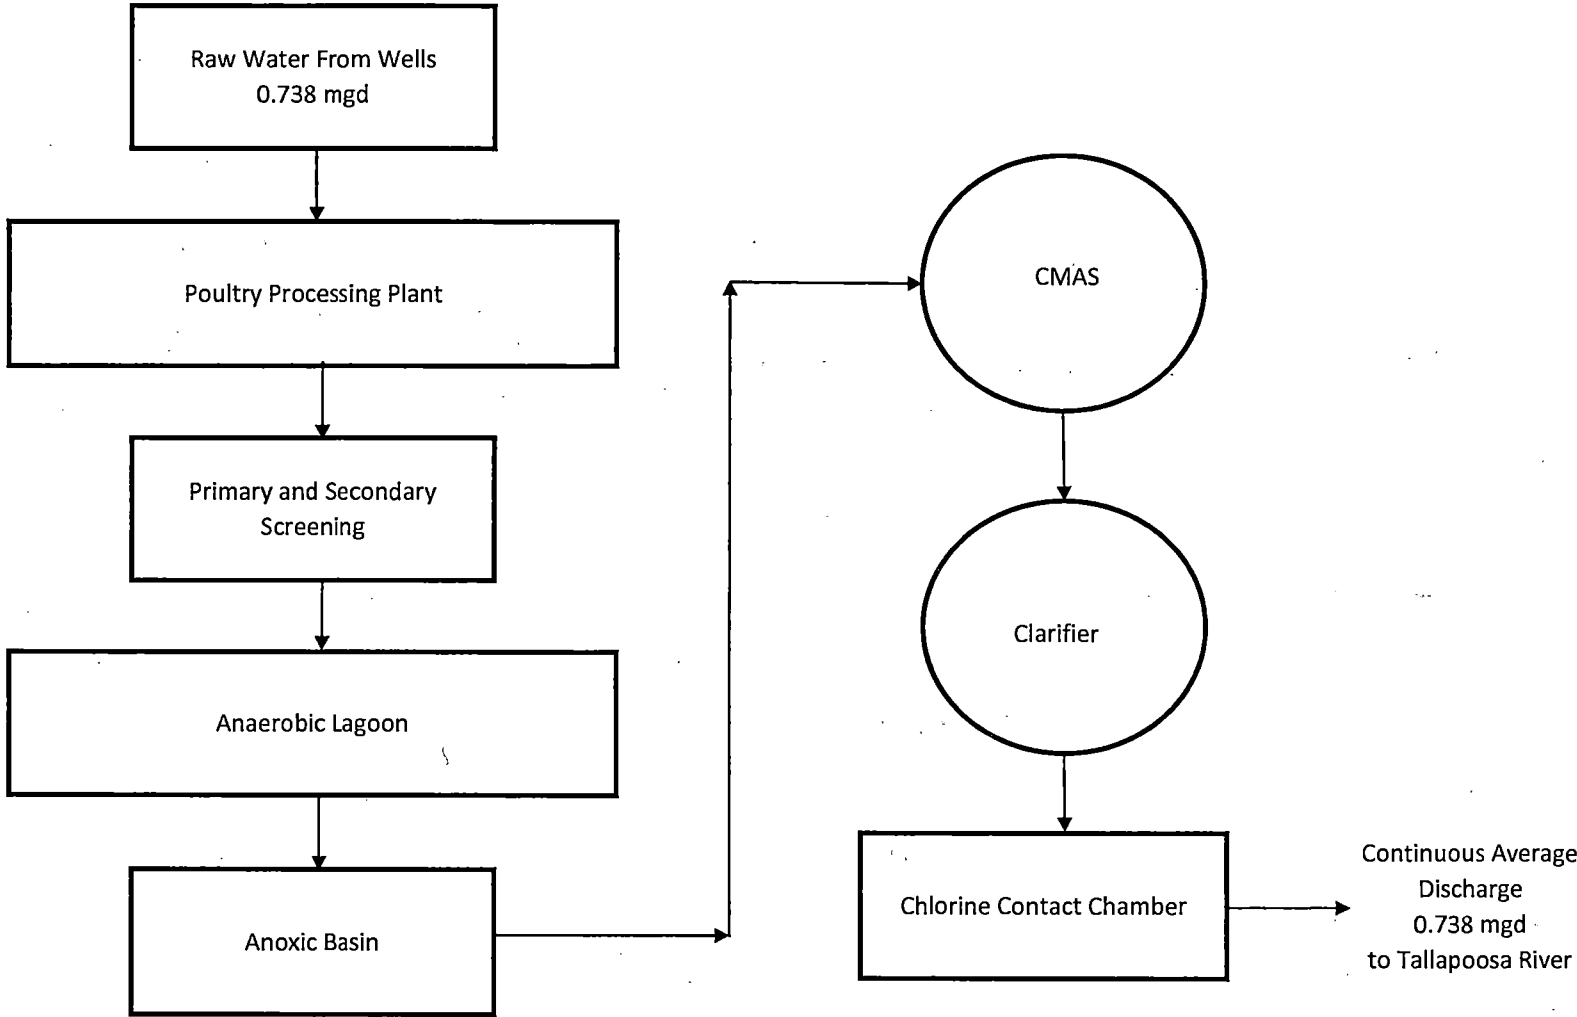 Raw Water From Wells
0.738 mgd
Poultry Processing Plant
Primary and Secondary
Screening
Anaerobic Lagoon
Anoxic Basin
CMAS
Clarifier
Chlorine Contact Chamber
Continuous Average
Discharge
0.738 mgd
to Tallapoosa River